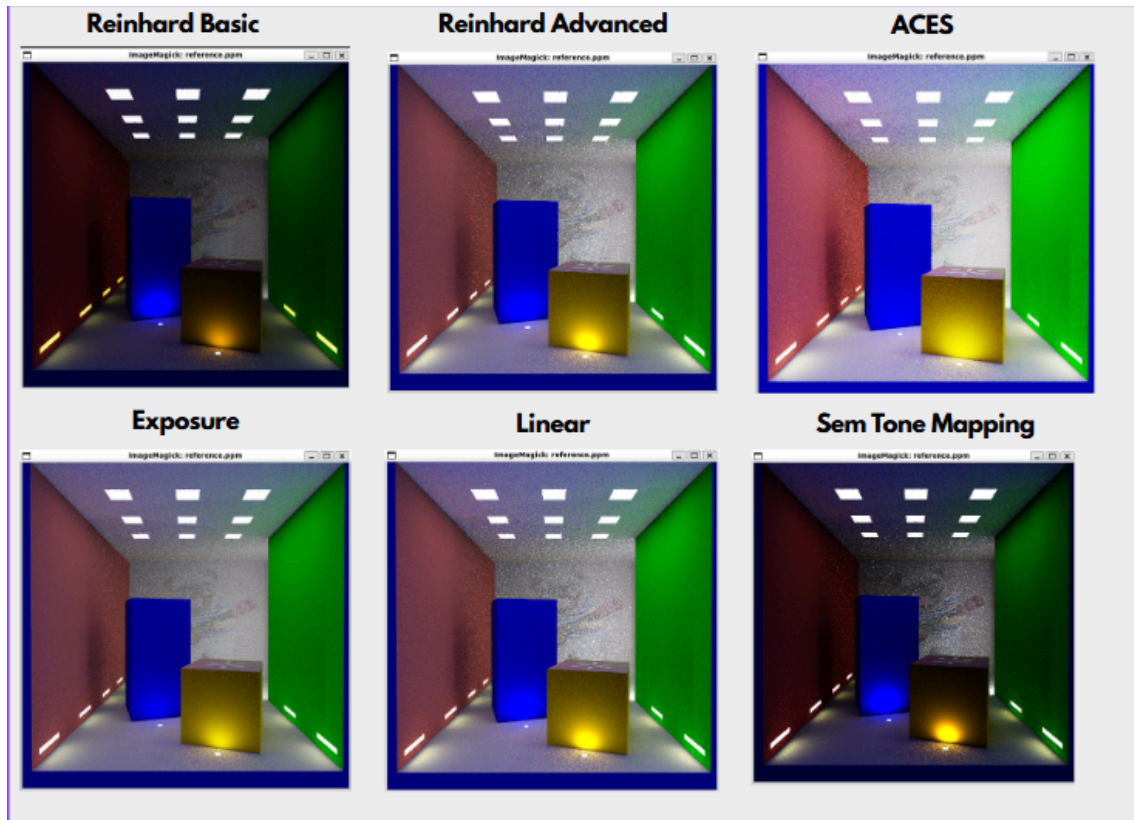 Reinhard Basic
Reinhard Advanced
ACES
ImageMagick: reference.ppm
ImageMagick: reference.ppm
ImageMagick: reference.ppm
Exposure
Linear
Sem Tone Mapping
ImageMagick: reference.ppm
ImageMagick: reference.ppm
ImageMagick: reference.ppm